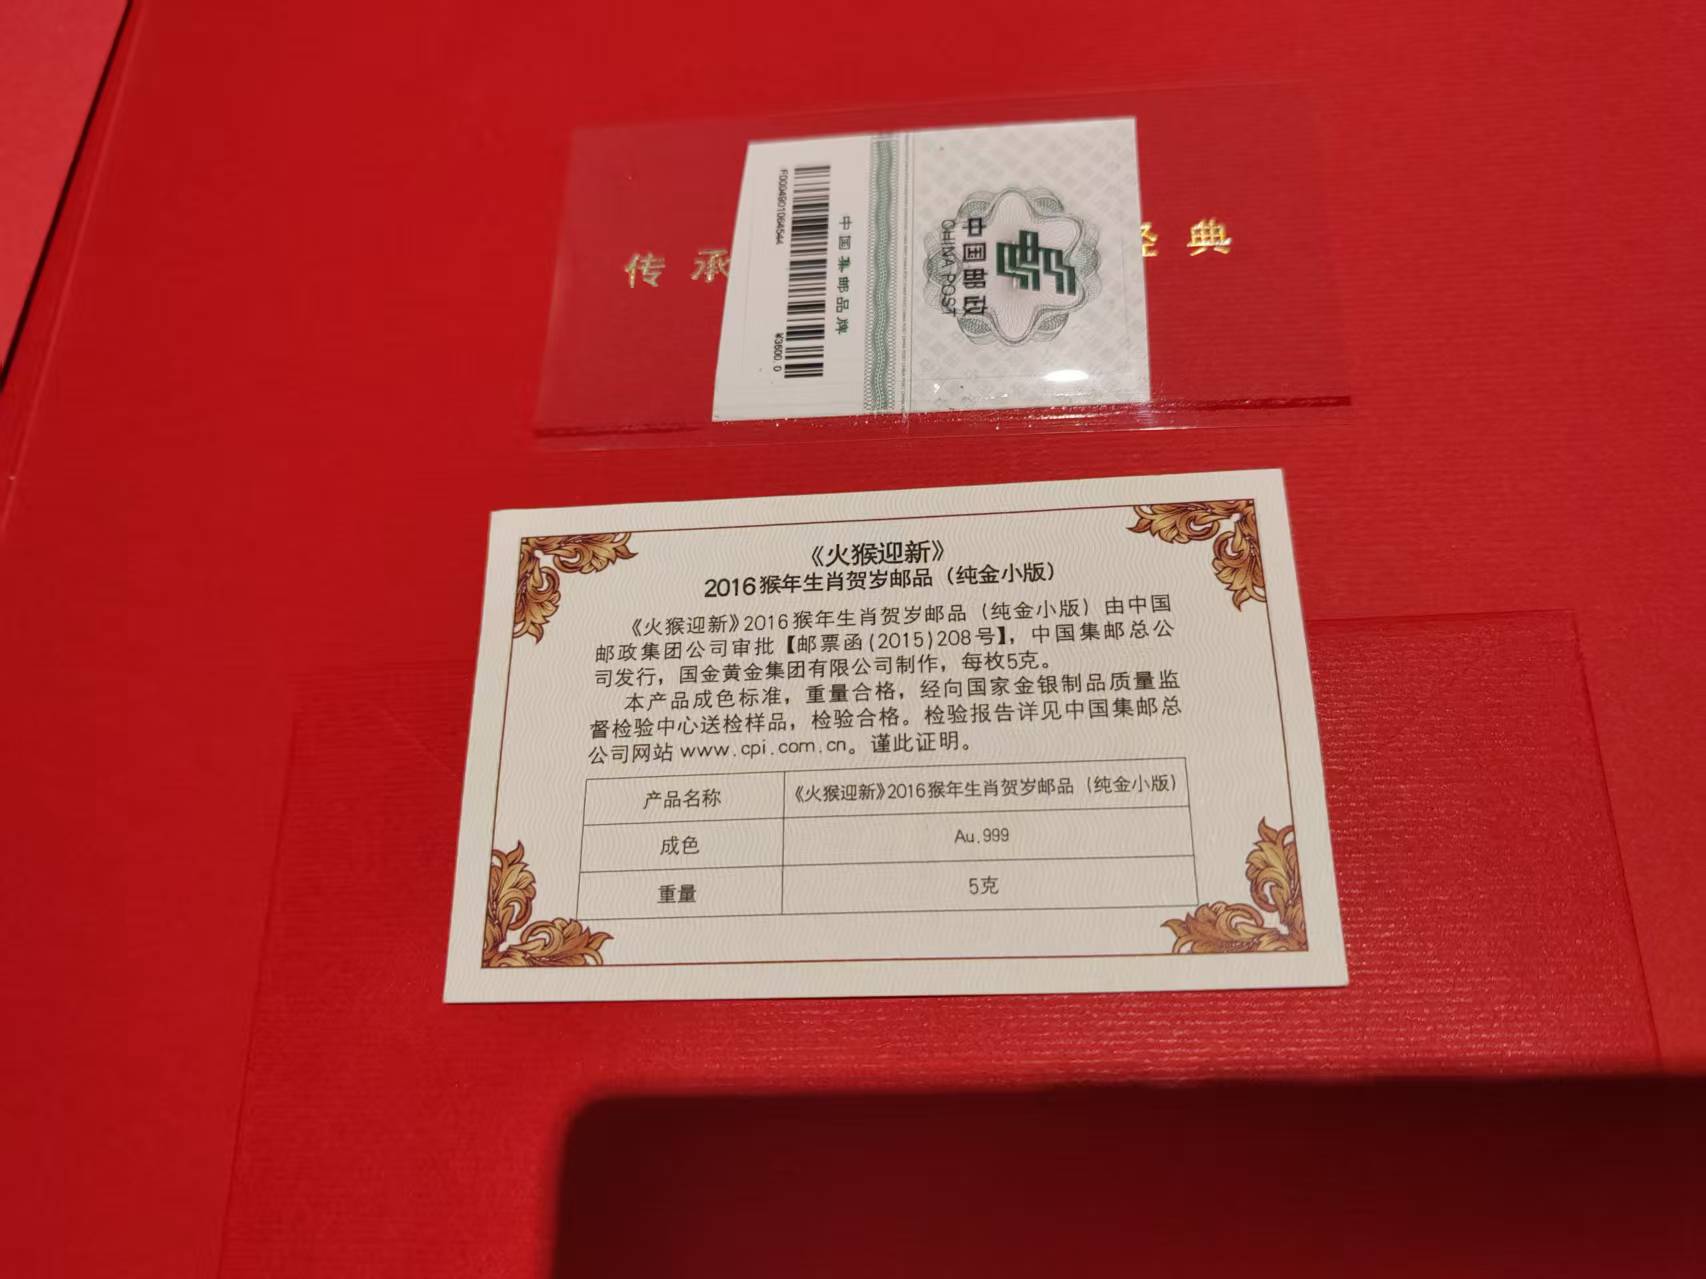 中国邮政
CHINA POST
中国集邮品牌
¥3600.0
传承
经典
《火猴迎新》
2016猴年生肖贺岁邮品（纯金小版）
《火猴迎新》2016猴年生肖贺岁邮品（纯金小版）由中国
邮政集团公司审批【邮票函(2015)208号】，中国集邮总公
司发行，国金黄金集团有限公司制作，每枚5克。
本产品成色标准，重量合格，经向国家金银制品质量监
督检验中心送检样品，检验合格。检验报告详见中国集邮总
公司网站 www.cpi.com.cn。谨此证明。
产品名称 《火猴迎新》2016猴年生肖贺岁邮品（纯金小版）
成色 Au.999
重量 5克